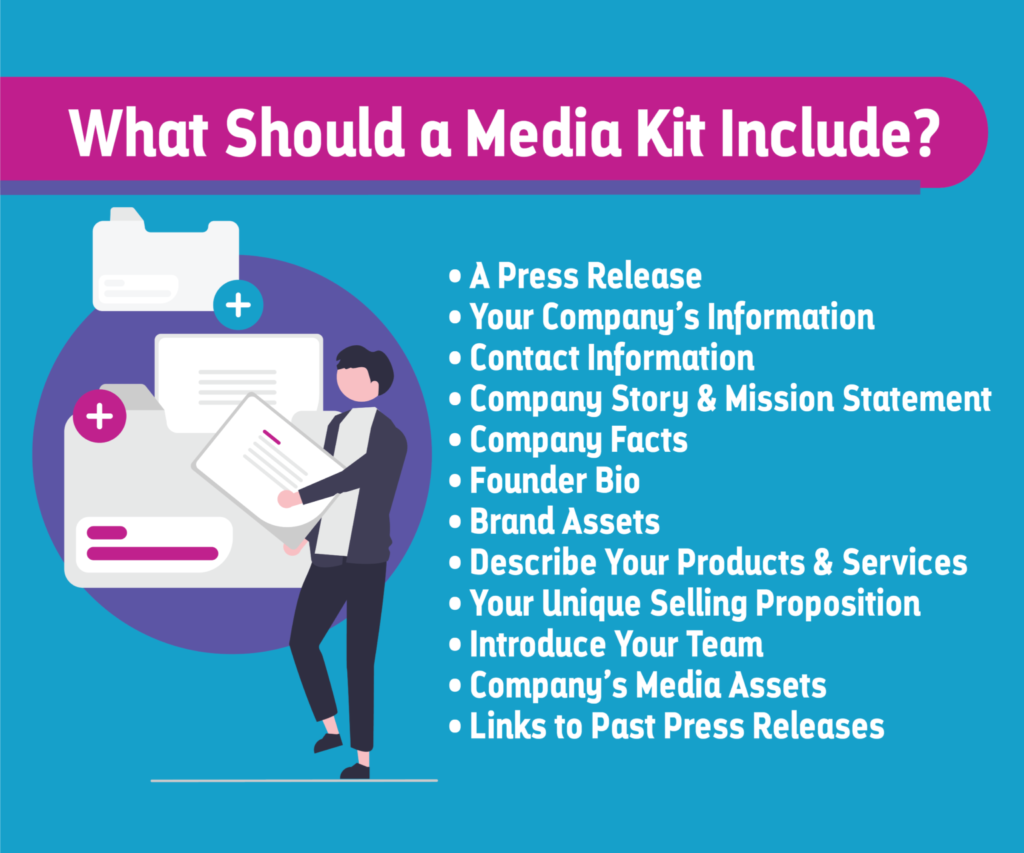 What Should a Media Kit Include?
• A Press Release
• Your Company's Information
• Contact Information
• Company Story & Mission Statement
• Company Facts
• Founder Bio
• Brand Assets
• Describe Your Products & Services
• Your Unique Selling Proposition
• Introduce Your Team
• Company's Media Assets
• Links to Past Press Releases